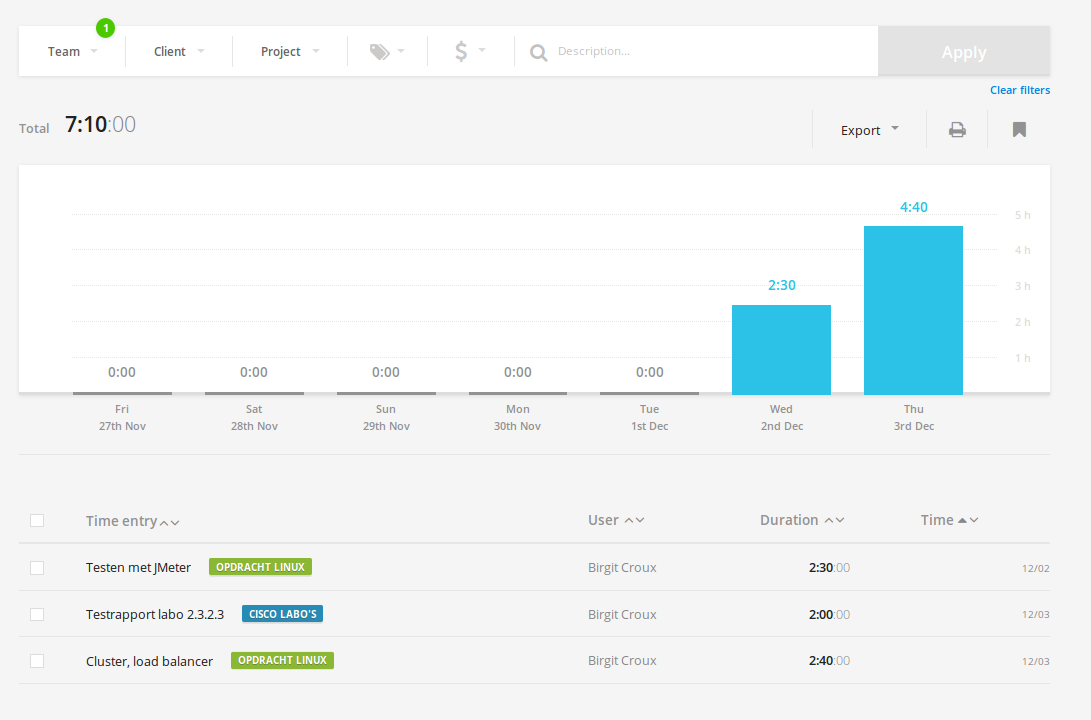 1
Team Client Project $ Description... Apply
Clear filters
Total 7:10:00 Export
4:40
5 h
4 h
2:30
3 h
2 h
1 h
0:00 0:00 0:00 0:00 0:00
Fri Sat Sun Mon Tue Wed Thu
27th Nov 28th Nov 29th Nov 30th Nov 1st Dec 2nd Dec 3rd Dec
Time entry User Duration Time
Testen met JMeter OPDRACHT LINUX Birgit Croux 2:30:00 12/02
Testrapport labo 2.3.2.3 CISCO LABO'S Birgit Croux 2:00:00 12/03
Cluster, load balancer OPDRACHT LINUX Birgit Croux 2:40:00 12/03